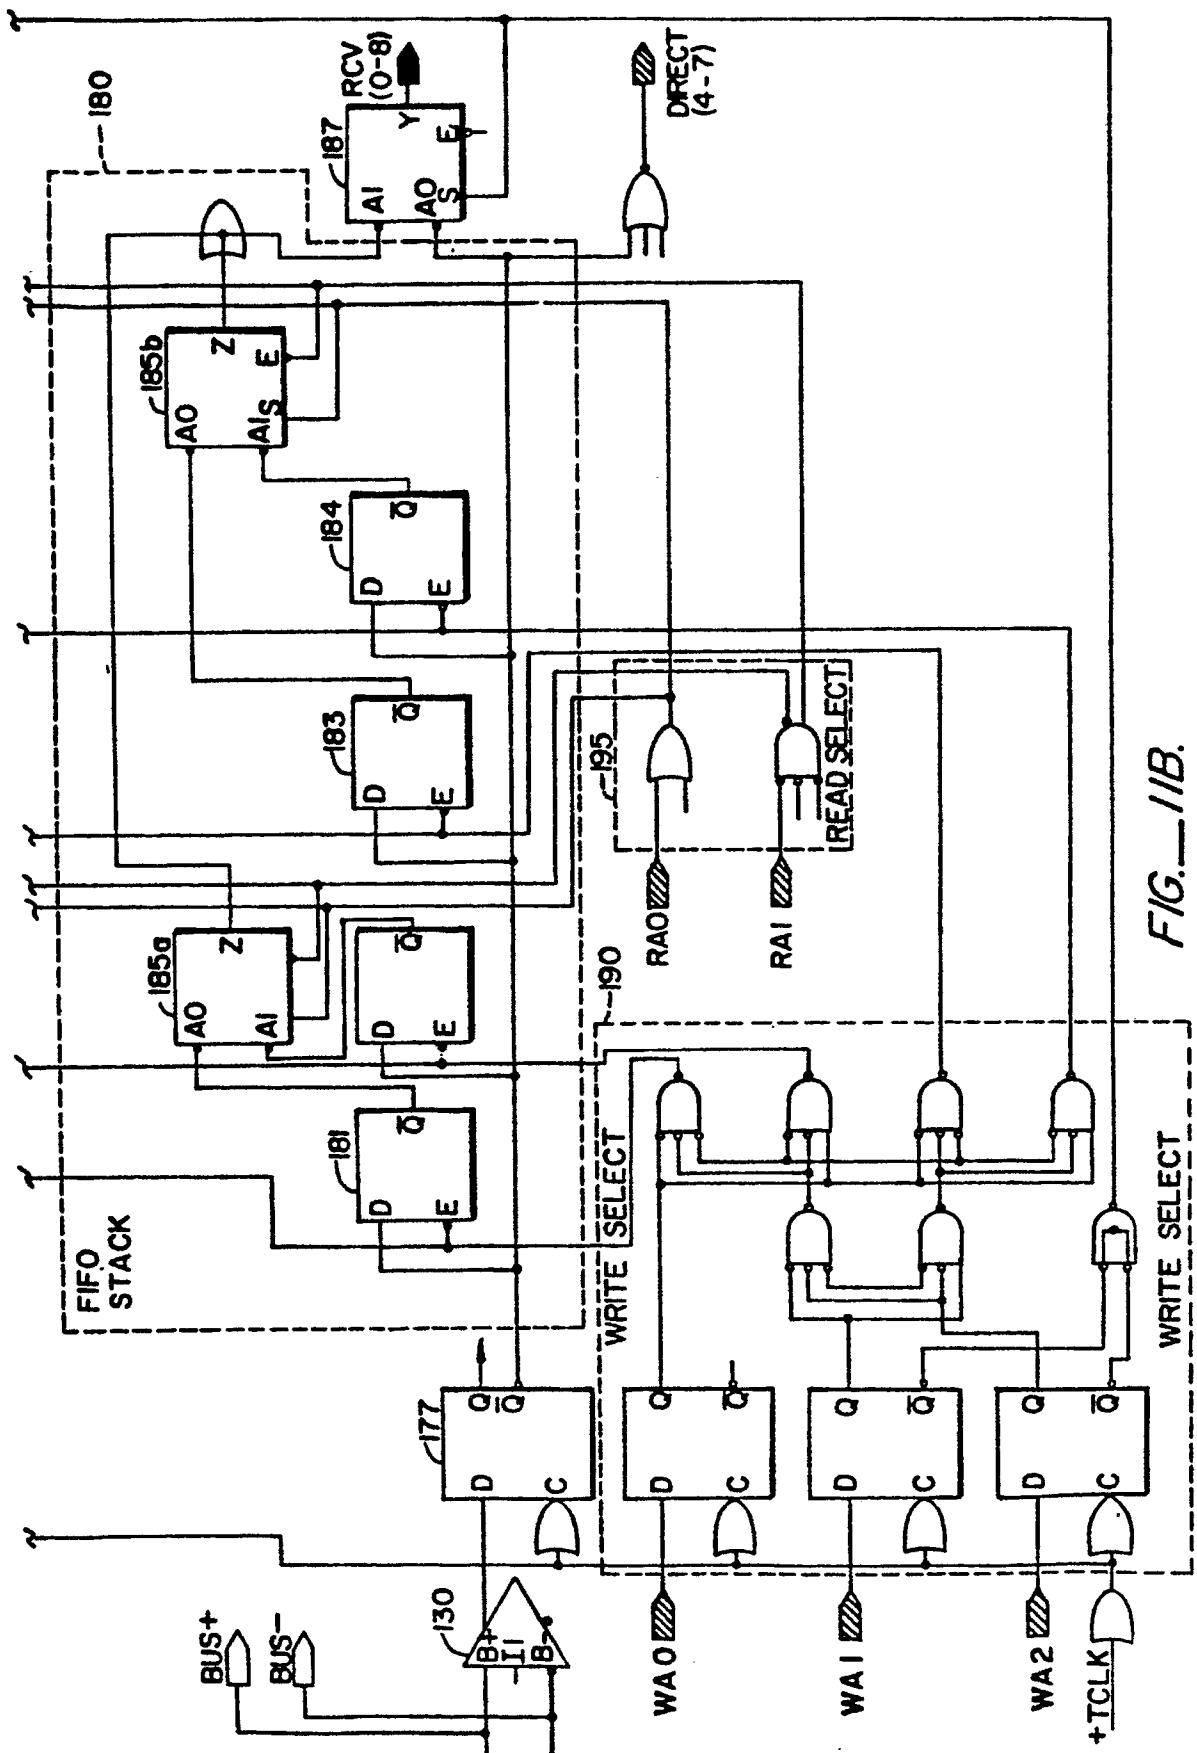 BUS+
BUS-
130
B+
I1
B-
177
D
Q
Q
C
FIFO
STACK
180
181
D
Q
E
D
Q
E
185a
A0
A1
Z
183
D
Q
E
184
D
Q
E
185b
A0
A1
S
Z
E
187
A1
A0
S
Y
E
RCV
(0-8)
DIRECT
(4-7)
195
READ SELECT
RA0
RA1
190
WRITE SELECT
WRITE SELECT
WA0
D
Q
Q
C
WA1
D
Q
Q
C
WA2
D
Q
Q
C
+TCLK
FIG._11B.